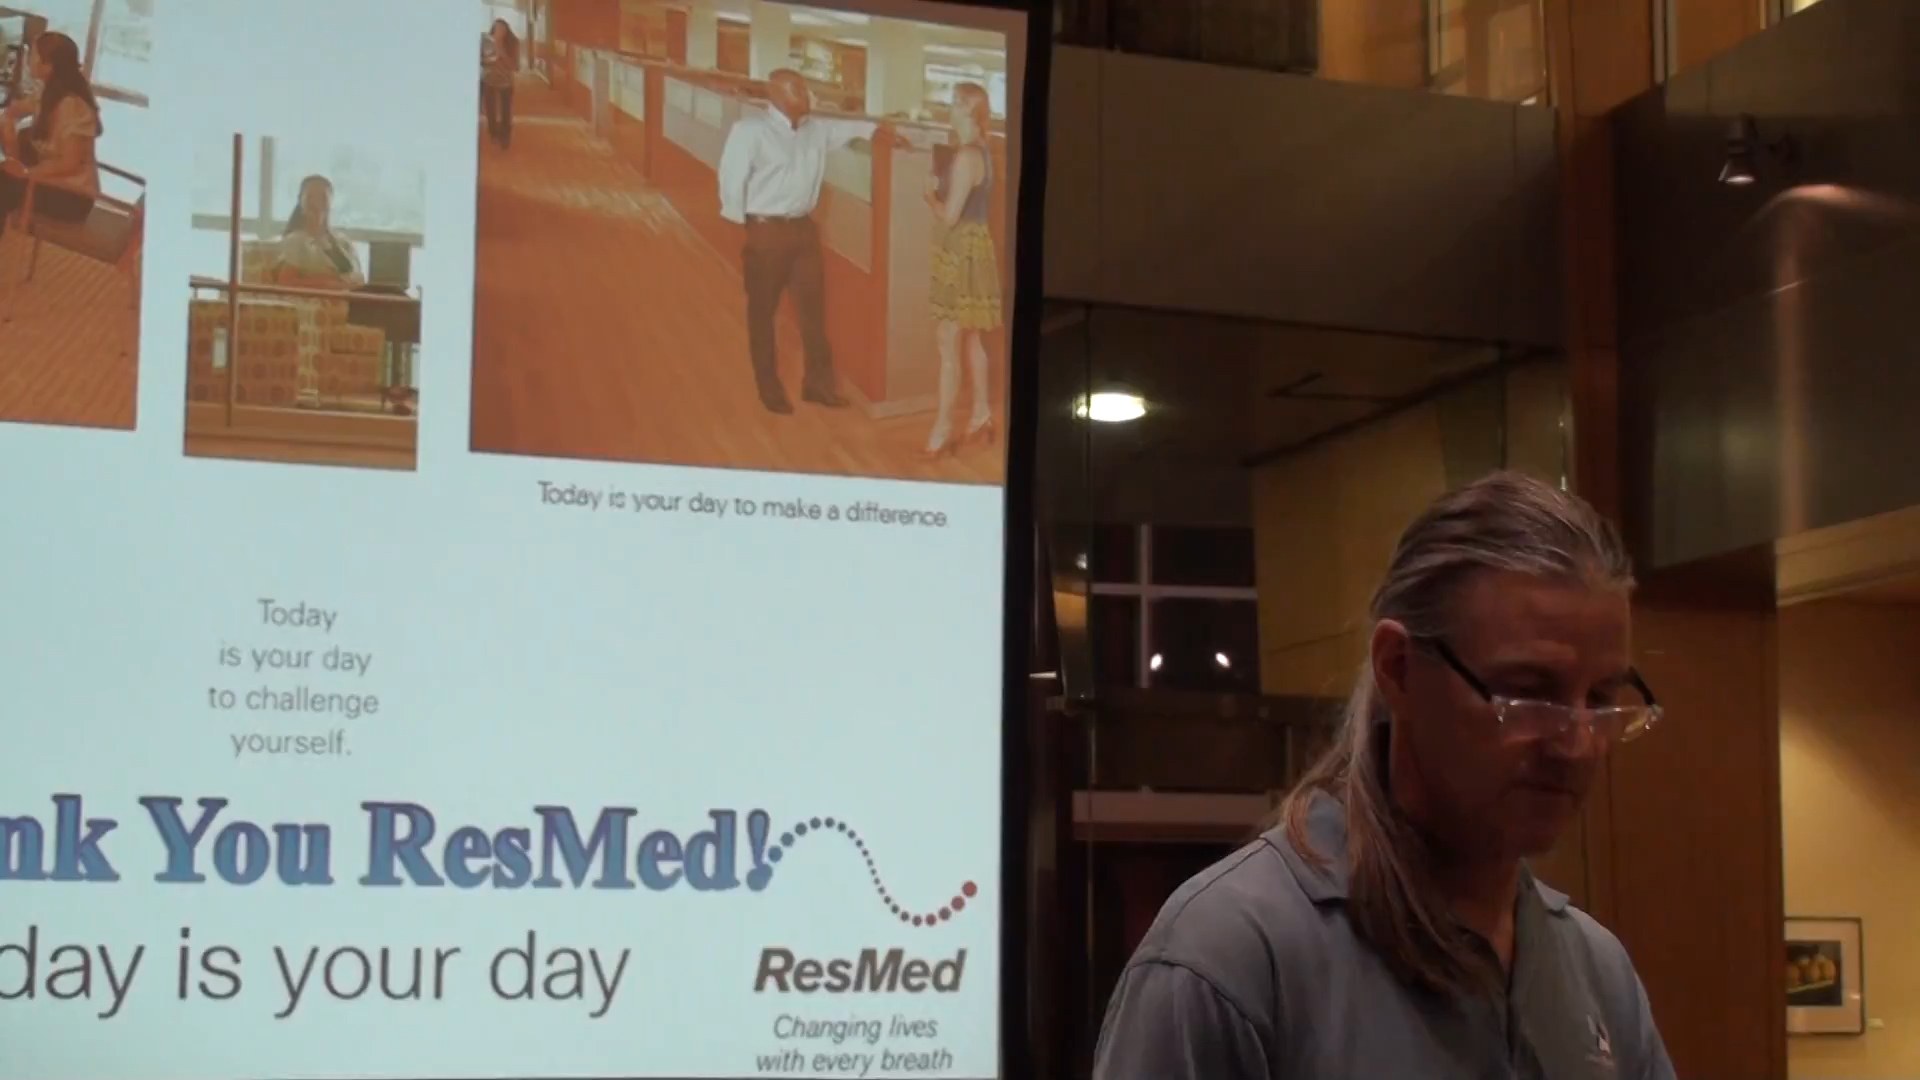 Today is your day to make a difference
Today
is your day
to challenge
yourself.
nk You ResMed!
day is your day
ResMed
Changing lives
with every breath